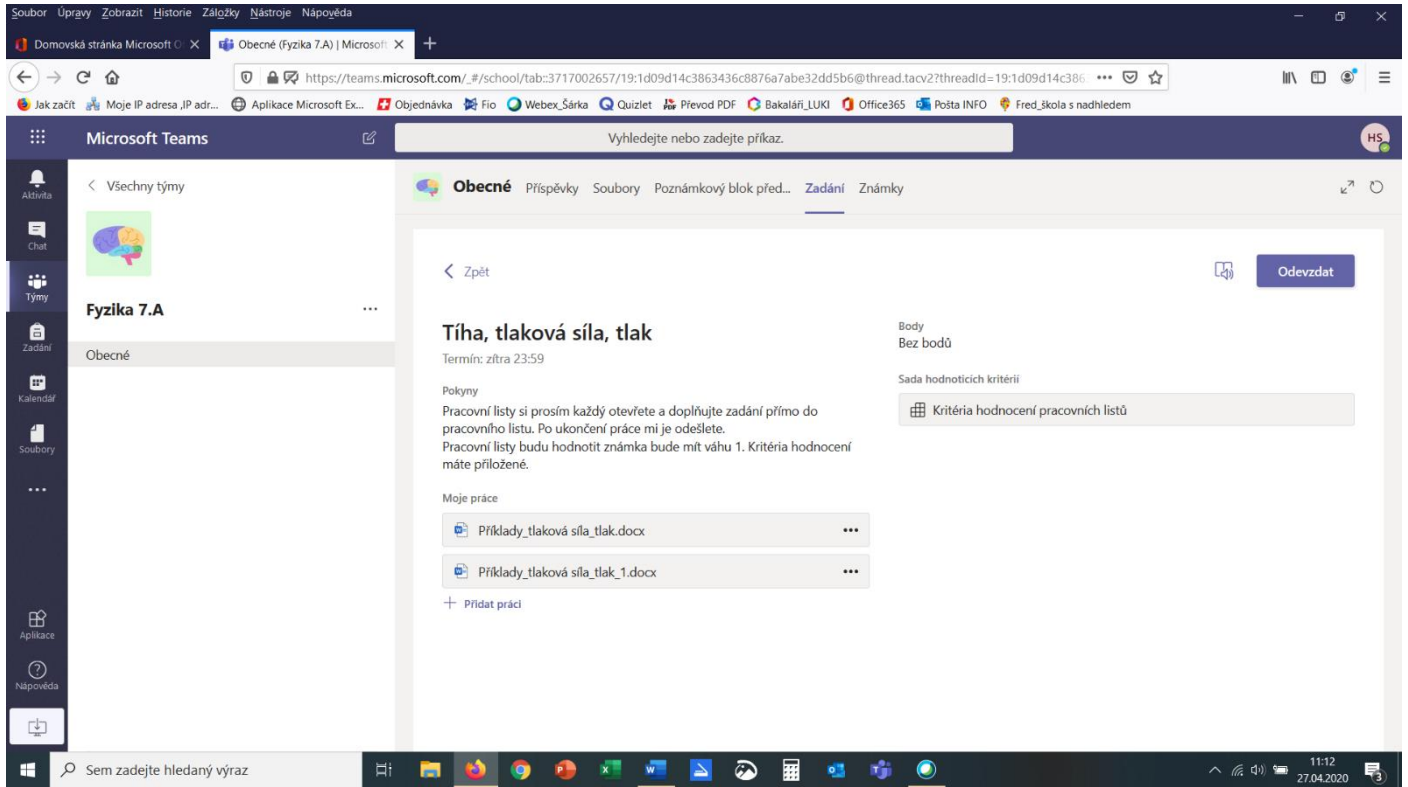 Soubor Úpravy Zobrazit Historie Záložky Nástroje Nápověda
Domovská stránka Microsoft O
Obecné (Fyzika 7.A) | Microsoft
https://teams.microsoft.com/_#/school/tab::3717002657/19:1d09d14c3863436c8876a7abe32dd5b6@thread.tacv2?threadId=19:1d09d14c386
Jak začít Moje IP adresa ,IP adr... Aplikace Microsoft Ex... Objednávka Fio Webex_Šárka Quizlet Převod PDF Bakaláři_LUKI Office365 Pošta INFO Fred_škola s nadhledem
Microsoft Teams
Vyhledejte nebo zadejte příkaz.
HS
Aktivita
Chat
Týmy
Zadání
Kalendář
Soubory
Aplikace
Nápověda
Všechny týmy
Fyzika 7.A
Obecné
Obecné Příspěvky Soubory Poznámkový blok před... Zadání Známky
Zpět
Odevzdat
Tíha, tlaková síla, tlak
Termín: zítra 23:59
Pokyny
Pracovní listy si prosím každý otevřete a doplňujte zadání přímo do
pracovního listu. Po ukončení práce mi je odešlete.
Pracovní listy budu hodnotit známka bude mít váhu 1. Kritéria hodnocení
máte přiložené.
Moje práce
Příklady_tlaková síla_tlak.docx
Příklady_tlaková síla_tlak_1.docx
Přidat práci
Body
Bez bodů
Sada hodnoticích kritérií
Kritéria hodnocení pracovních listů
Sem zadejte hledaný výraz
11:12
27.04.2020
3